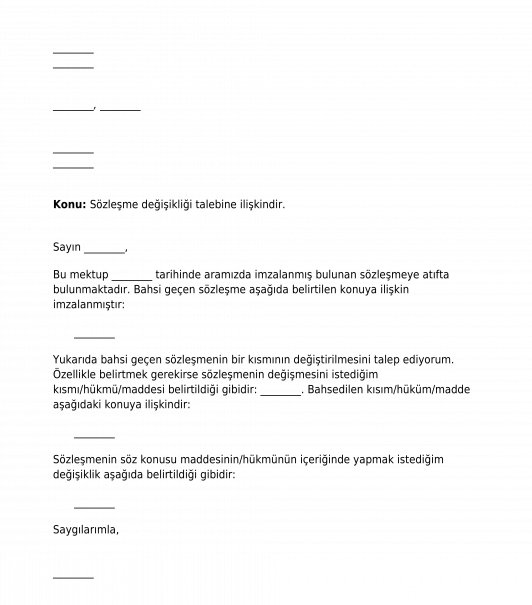 ________
________
________, ________
________
________
Konu: Sözleşme değişikliği talebine ilişkindir.
Sayın ________,
Bu mektup ________ tarihinde aramızda imzalanmış bulunan sözleşmeye atıfta
bulunmaktadır. Bahsi geçen sözleşme aşağıda belirtilen konuya ilişkin
imzalanmıştır:
________
Yukarıda bahsi geçen sözleşmenin bir kısmının değiştirilmesini talep ediyorum.
Özellikle belirtmek gerekirse sözleşmenin değişmesini istediğim
kısmı/hükmü/maddesi belirtildiği gibidir: ________. Bahsedilen kısım/hüküm/madde
aşağıdaki konuya ilişkindir:
________
Sözleşmenin söz konusu maddesinin/hükmünün içeriğinde yapmak istediğim
değişiklik aşağıda belirtildiği gibidir:
________
Saygılarımla,
________